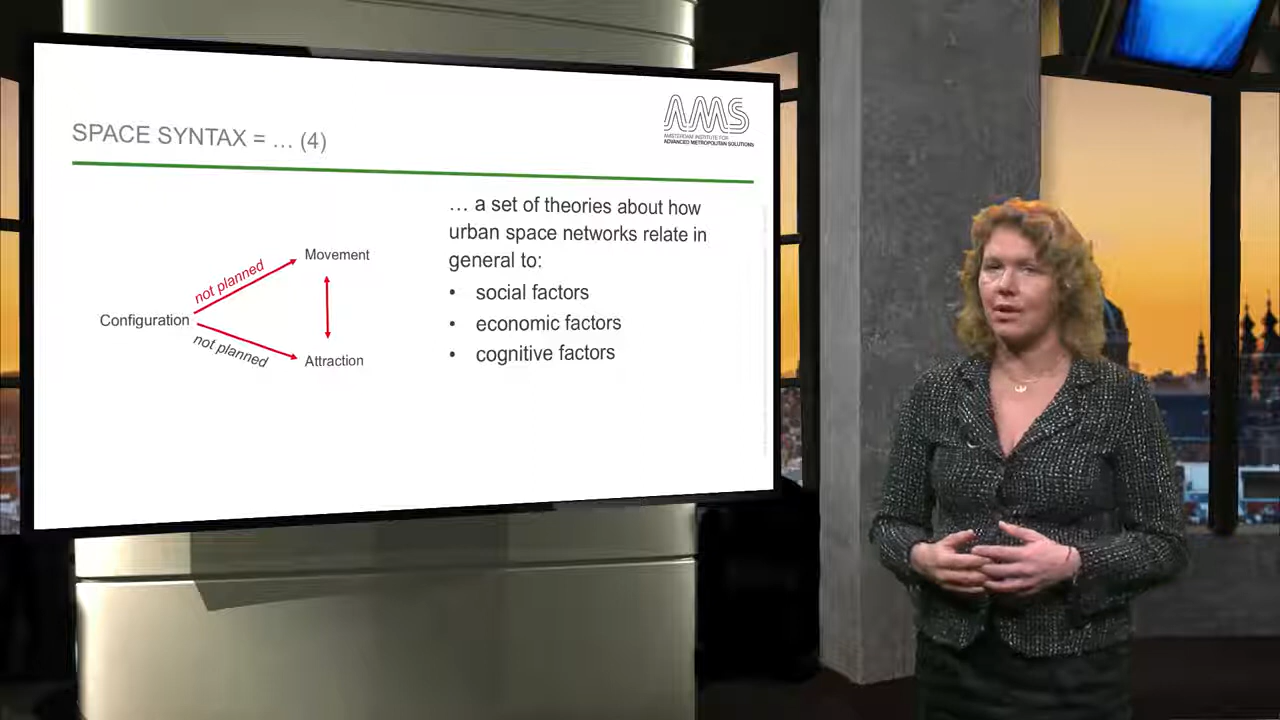 SPACE SYNTAX = ... (4)
AMS
AMSTERDAM INSTITUTE FOR
ADVANCED METROPOLITAN SOLUTIONS
... a set of theories about how
urban space networks relate in
general to:
• social factors
• economic factors
• cognitive factors
Movement
not planned
Configuration
not planned
Attraction